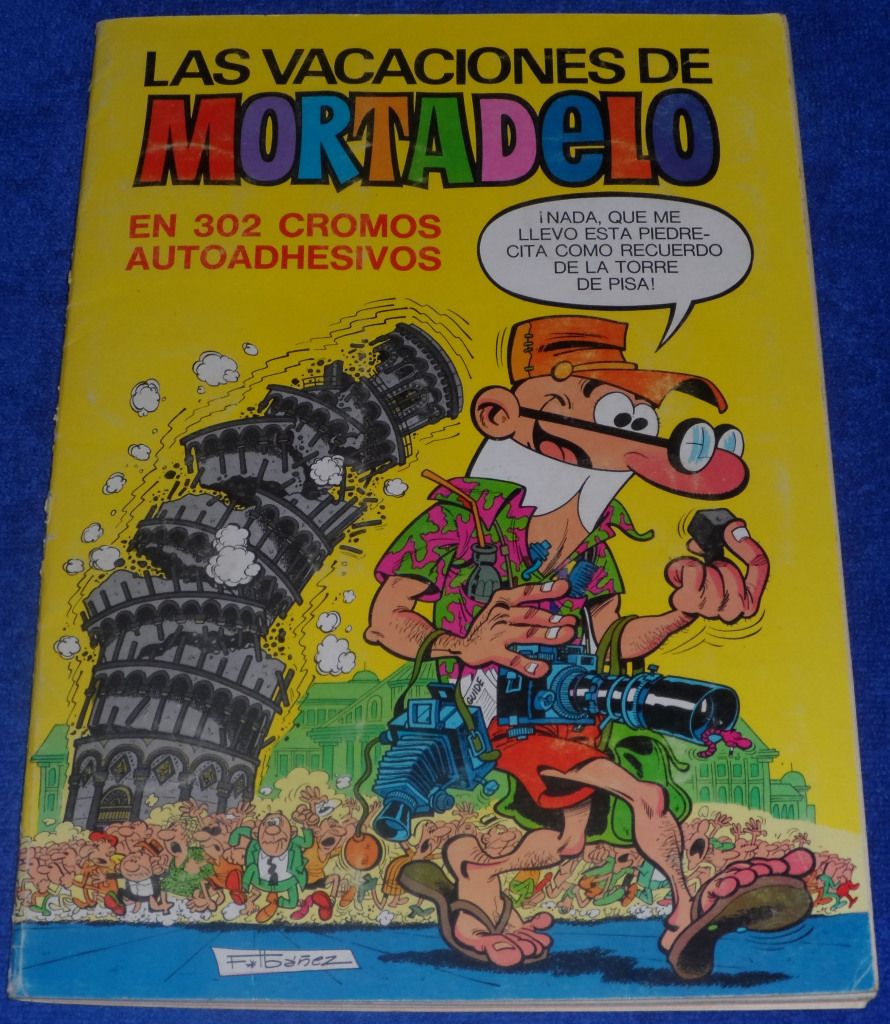 LAS VACACIONES DE
MORTADELO
EN 302 CROMOS
AUTOADHESIVOS
¡NADA, QUE ME
LLEVO ESTA PIEDRE-
CITA COMO RECUERDO
DE LA TORRE
DE PISA!
GUIDE
F. Ibáñez